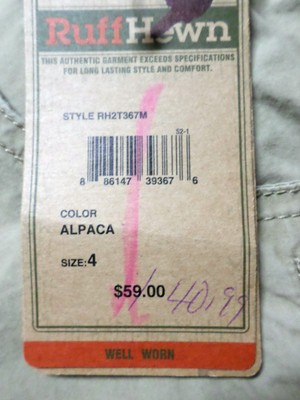 RuffHewn
THIS AUTHENTIC GARMENT EXCEEDS SPECIFICATIONS
FOR LONG LASTING STYLE AND COMFORT.
STYLE RH2T367M
52-1
8 86147 39367 6
COLOR
ALPACA
SIZE:4
$59.00 / 40.99
WELL WORN